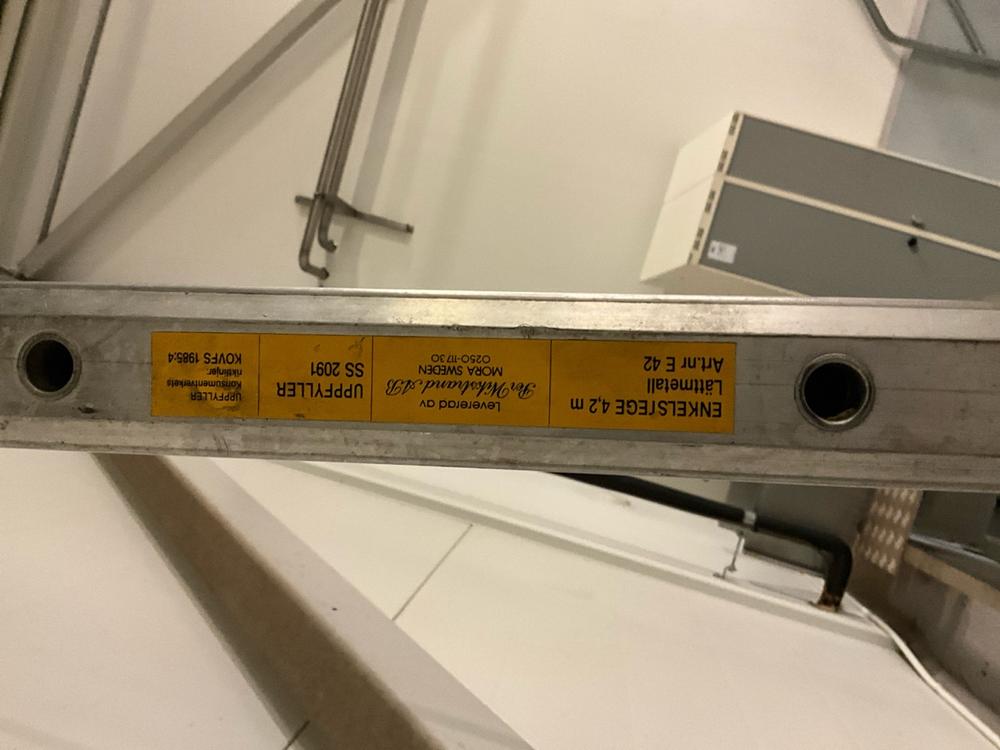 ENKELSTEGE 4,2 m
Lättmetall
Art.nr E 42
Levererad av
Per Wikstrand AB
MORA SWEDEN
0250-117 30
UPPFYLLER
SS 2091
UPPFYLLER
Konsumentverkets
riktlinjer:
KOVFS 1985:4